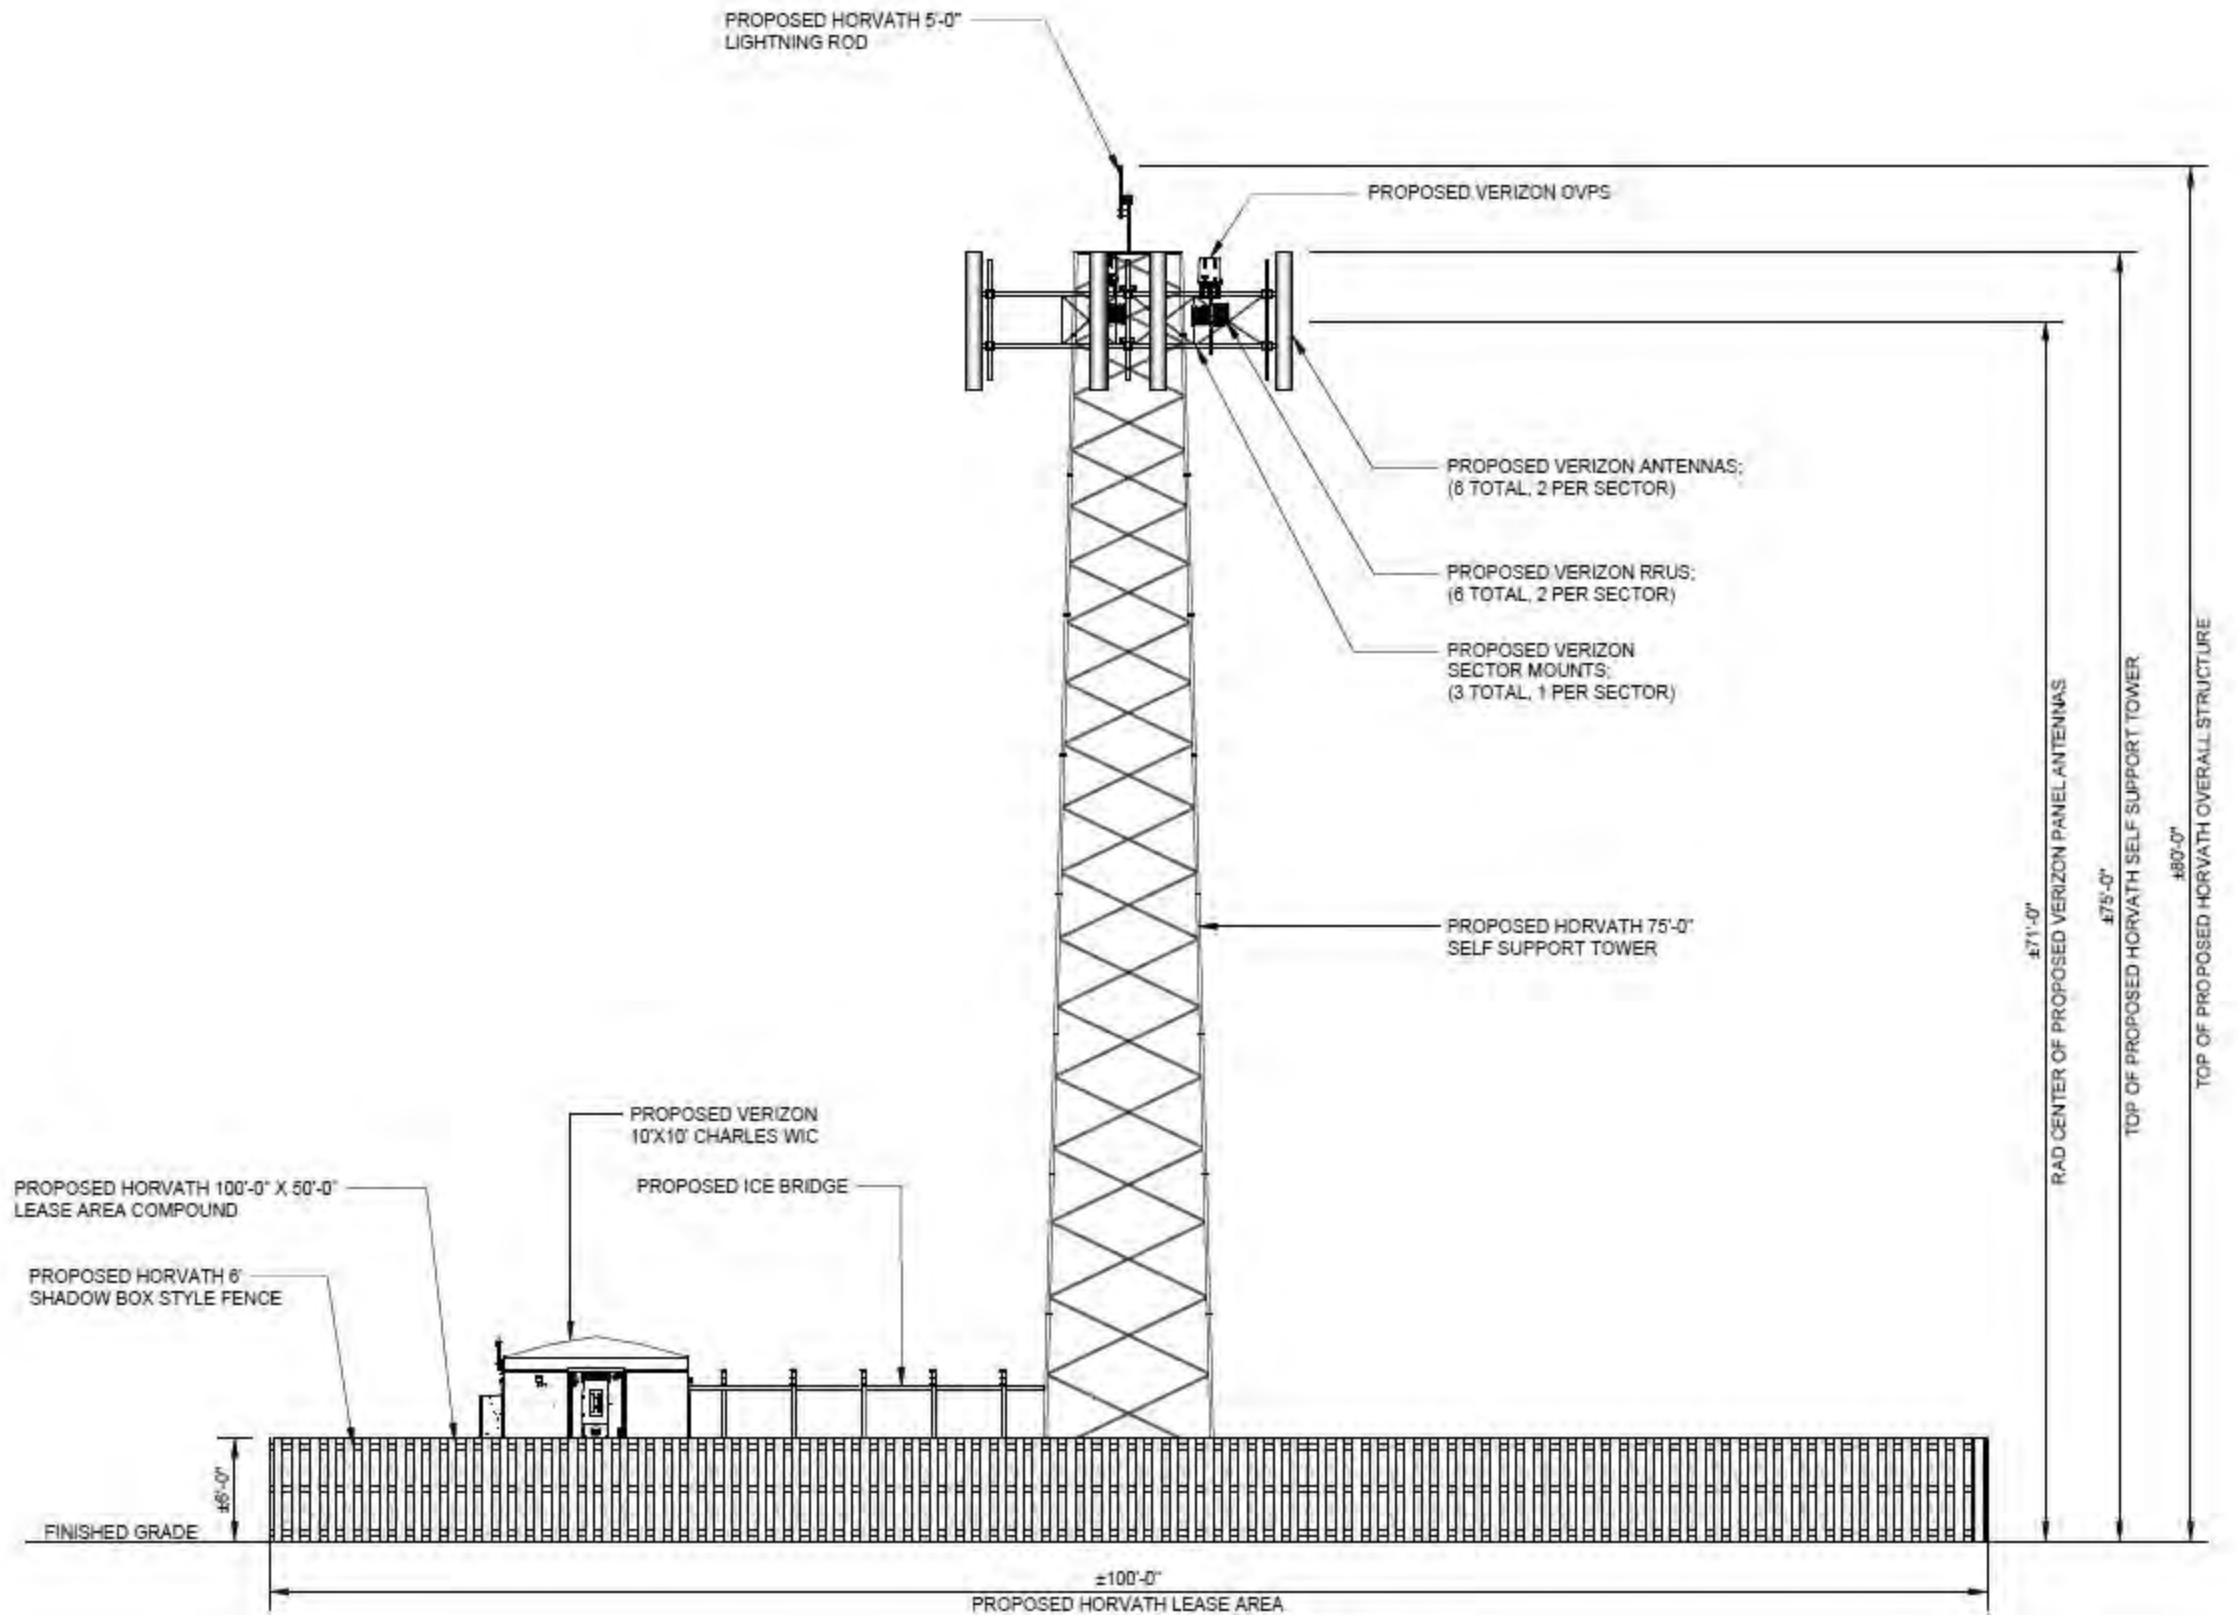 PROPOSED HORVATH 5'-0"
LIGHTNING ROD
PROPOSED VERIZON OVPS
PROPOSED VERIZON ANTENNAS;
(6 TOTAL, 2 PER SECTOR)
PROPOSED VERIZON RRUS;
(6 TOTAL, 2 PER SECTOR)
PROPOSED VERIZON
SECTOR MOUNTS;
(3 TOTAL, 1 PER SECTOR)
PROPOSED HORVATH 75'-0"
SELF SUPPORT TOWER
±71'-0"
RAD CENTER OF PROPOSED VERIZON PANEL ANTENNAS
±75'-0"
TOP OF PROPOSED HORVATH SELF SUPPORT TOWER
±80'-0"
TOP OF PROPOSED HORVATH OVERALL STRUCTURE
PROPOSED VERIZON
10'X10' CHARLES WIC
PROPOSED ICE BRIDGE
PROPOSED HORVATH 100'-0" X 50'-0"
LEASE AREA COMPOUND
PROPOSED HORVATH 6'
SHADOW BOX STYLE FENCE
±6'-0"
FINISHED GRADE
±100'-0"
PROPOSED HORVATH LEASE AREA